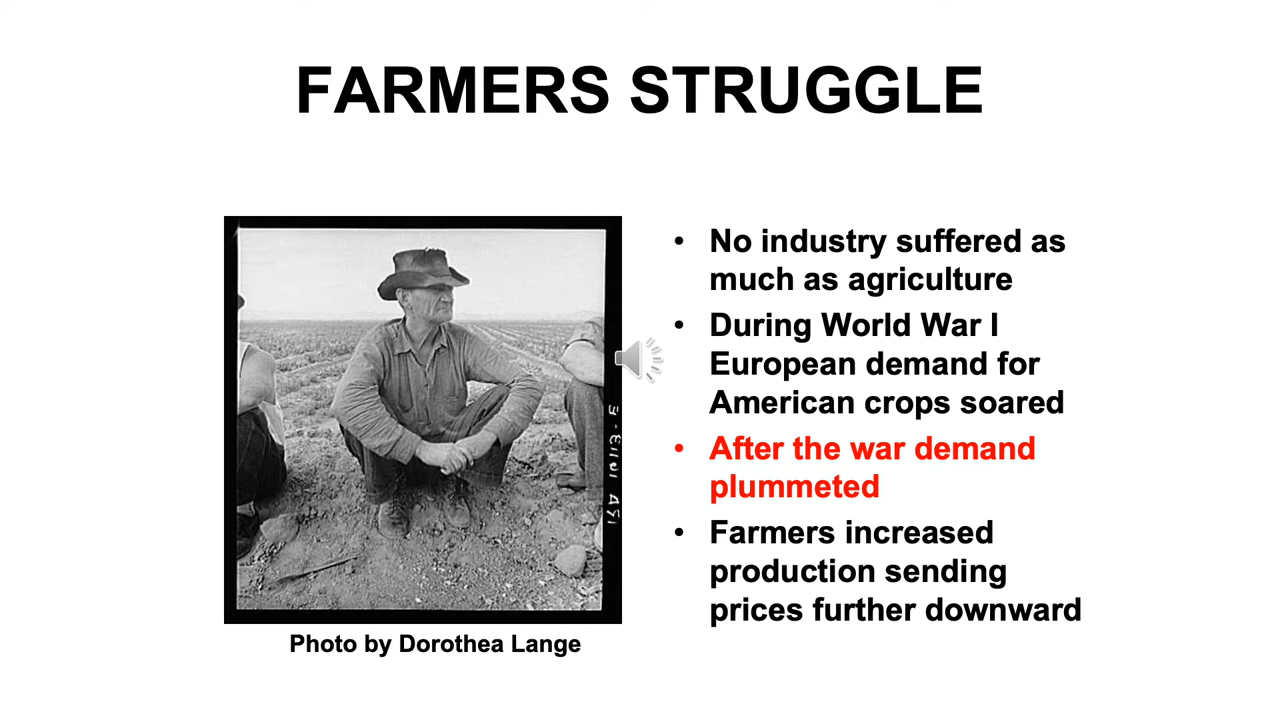 FARMERS STRUGGLE
• No industry suffered as
much as agriculture
• During World War I
European demand for
American crops soared
• After the war demand
plummeted
• Farmers increased
production sending
prices further downward
Photo by Dorothea Lange